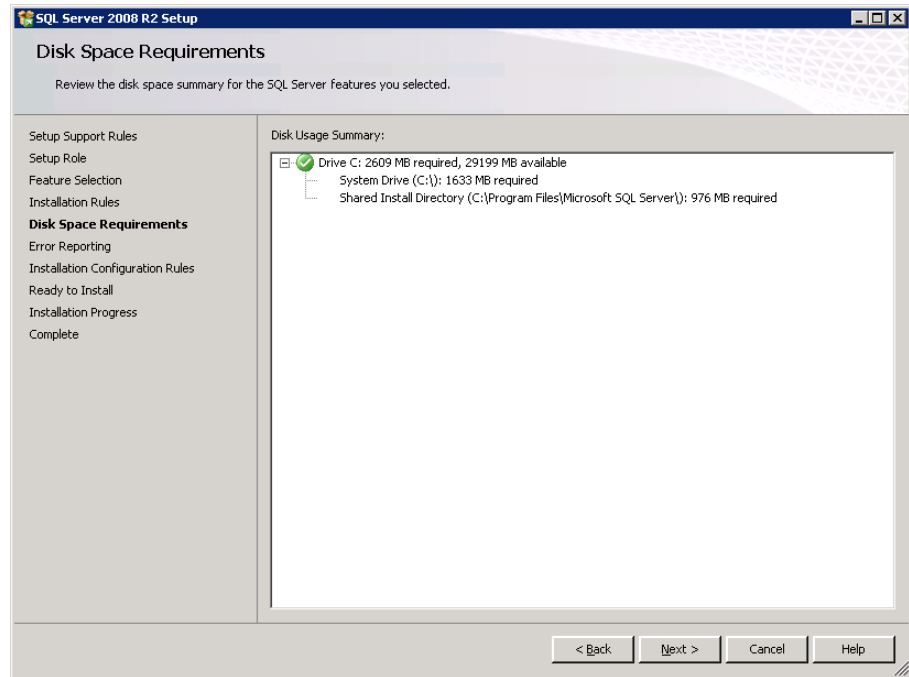 SQL Server 2008 R2 Setup
Disk Space Requirements
Review the disk space summary for the SQL Server features you selected.
Setup Support Rules
Setup Role
Feature Selection
Installation Rules
Disk Space Requirements
Error Reporting
Installation Configuration Rules
Ready to Install
Installation Progress
Complete
Disk Usage Summary:
Drive C: 2609 MB required, 29199 MB available
System Drive (C:\): 1633 MB required
Shared Install Directory (C:\Program Files\Microsoft SQL Server\): 976 MB required
< Back
Next >
Cancel
Help